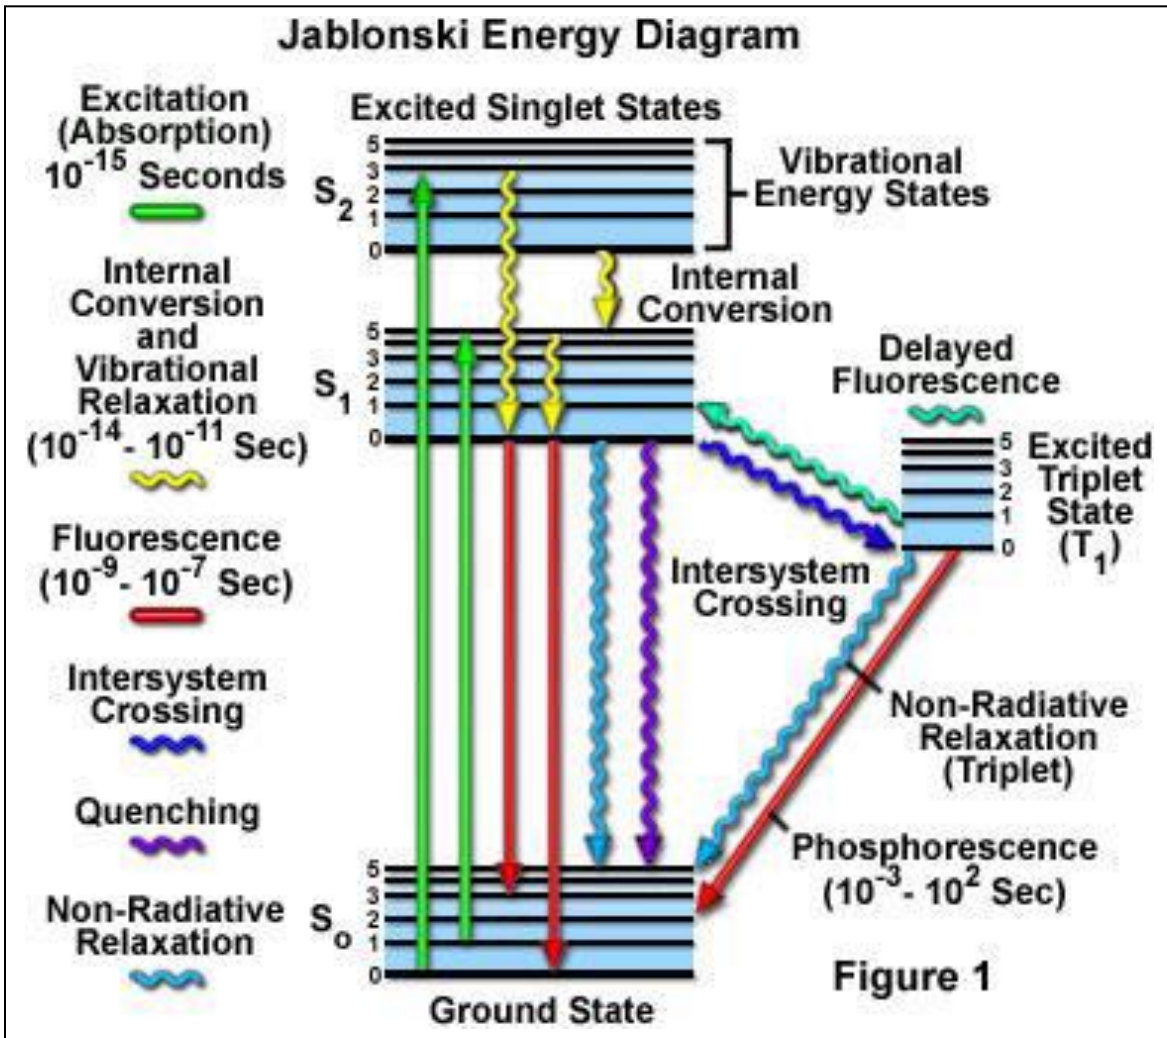 Jablonski Energy Diagram
Excitation
(Absorption)
10-15 Seconds
Internal
Conversion
and
Vibrational
Relaxation
(10-14 - 10-11 Sec)
Fluorescence
(10-9 - 10-7 Sec)
Intersystem
Crossing
Quenching
Non-Radiative
Relaxation
Excited Singlet States
S2
5
3
2
1
0
Vibrational
Energy States
Internal
Conversion
S1
5
3
2
1
0
Delayed
Fluorescence
5
3
2
1
0
Excited
Triplet
State
(T1)
Intersystem
Crossing
Non-Radiative
Relaxation
(Triplet)
Phosphorescence
(10-3 - 102 Sec)
So
5
3
2
1
0
Ground State
Figure 1